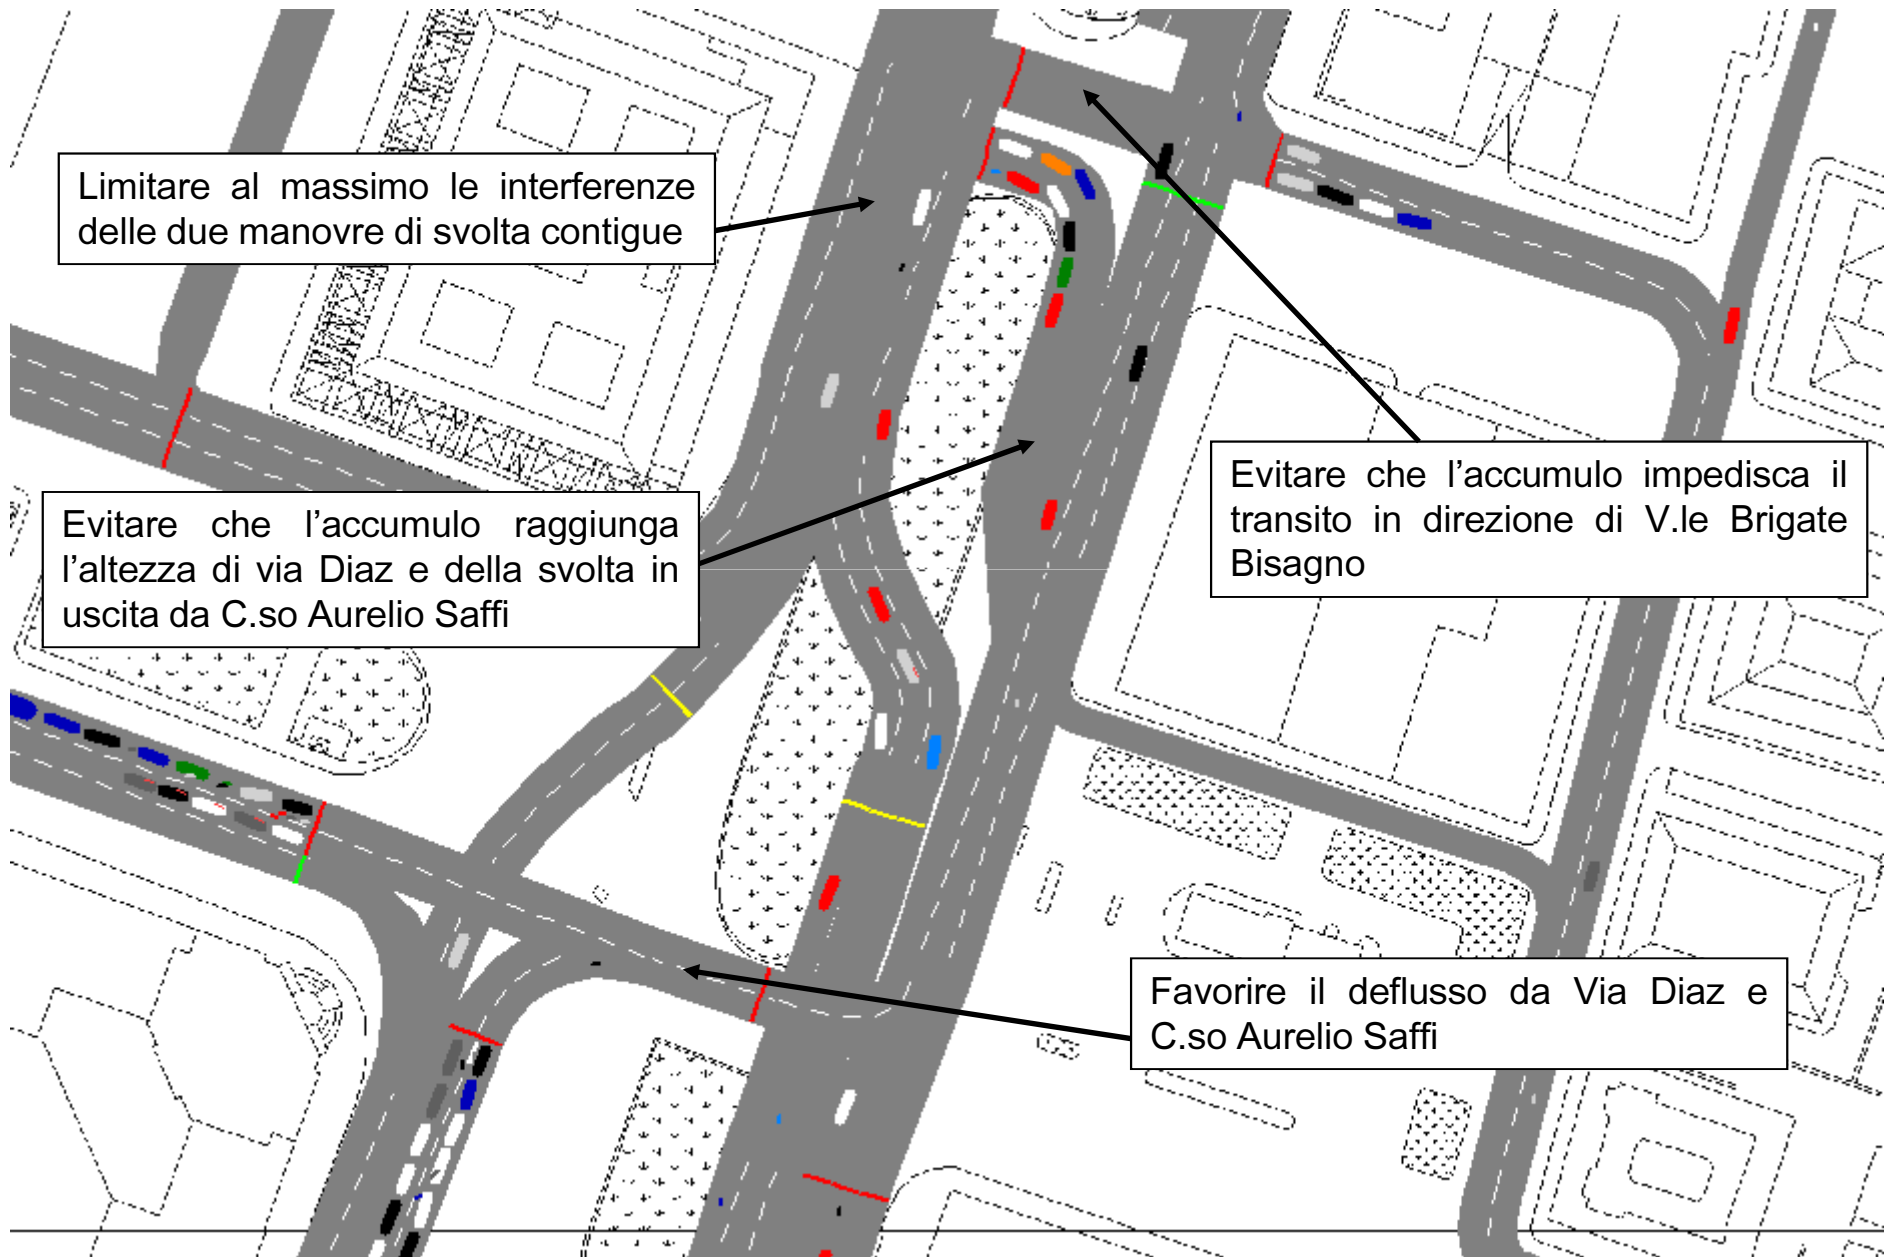 Limitare al massimo le interferenze
delle due manovre di svolta contigue
Evitare che l’accumulo raggiunga
l’altezza di via Diaz e della svolta in
uscita da C.so Aurelio Saffi
Evitare che l’accumulo impedisca il
transito in direzione di V.le Brigate
Bisagno
Favorire il deflusso da Via Diaz e
C.so Aurelio Saffi